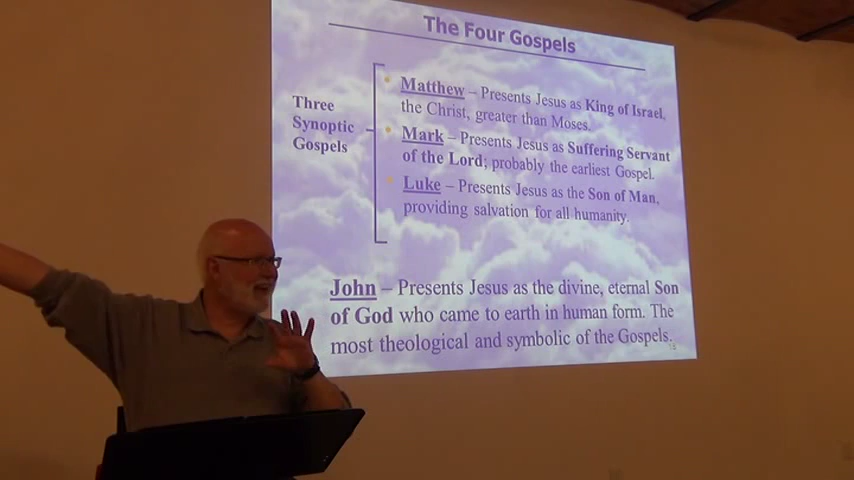 The Four Gospels
Three
Synoptic
Gospels
• Matthew – Presents Jesus as King of Israel,
the Christ, greater than Moses.
• Mark – Presents Jesus as Suffering Servant
of the Lord; probably the earliest Gospel.
• Luke – Presents Jesus as the Son of Man,
providing salvation for all humanity.
John – Presents Jesus as the divine, eternal Son
of God who came to earth in human form. The
most theological and symbolic of the Gospels.